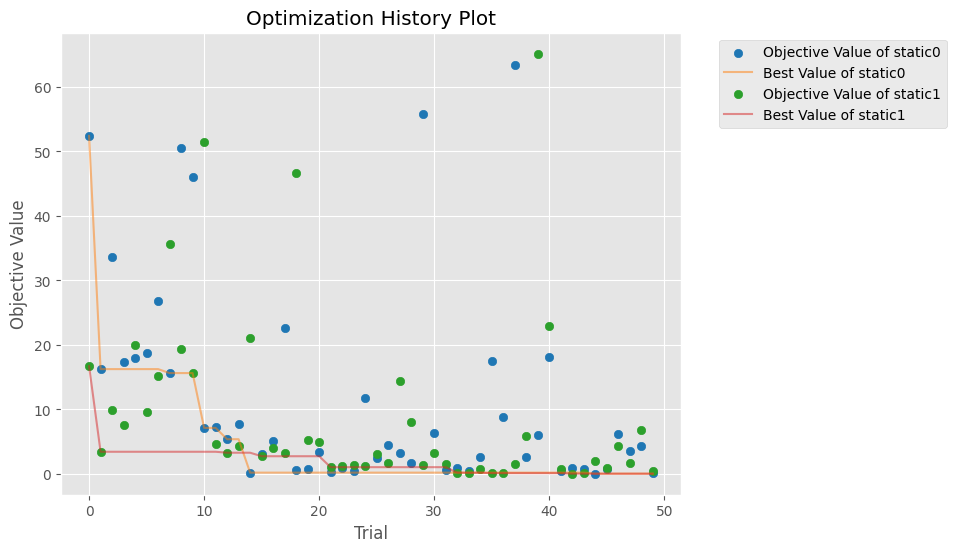 Optimization History Plot
Objective Value of static0
Best Value of static0
Objective Value of static1
Best Value of static1
Objective Value
60
50
40
30
20
10
0
0 10 20 30 40 50
Trial